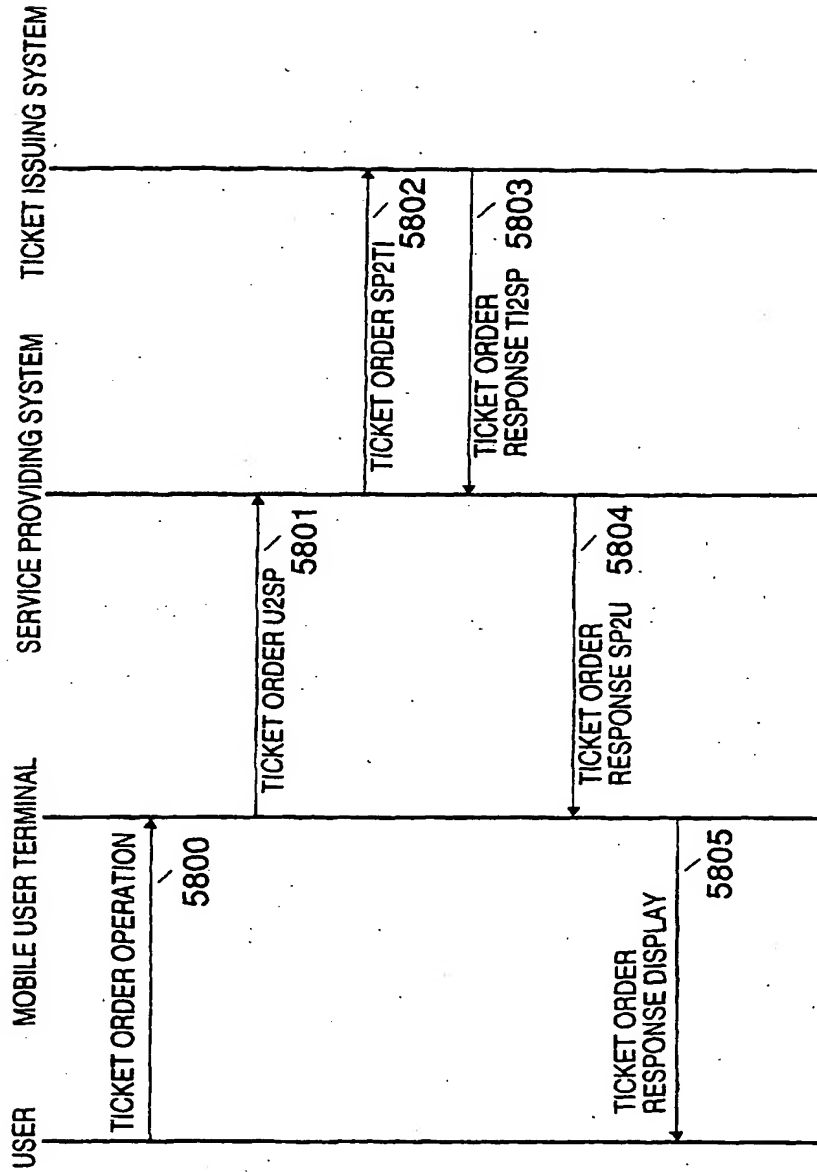 USER
MOBILE USER TERMINAL
SERVICE PROVIDING SYSTEM
TICKET ISSUING SYSTEM
TICKET ORDER OPERATION
5800
TICKET ORDER U2SP
5801
TICKET ORDER SP2TI
5802
TICKET ORDER
RESPONSE TI2SP
5803
TICKET ORDER
RESPONSE SP2U
5804
TICKET ORDER
RESPONSE DISPLAY
5805